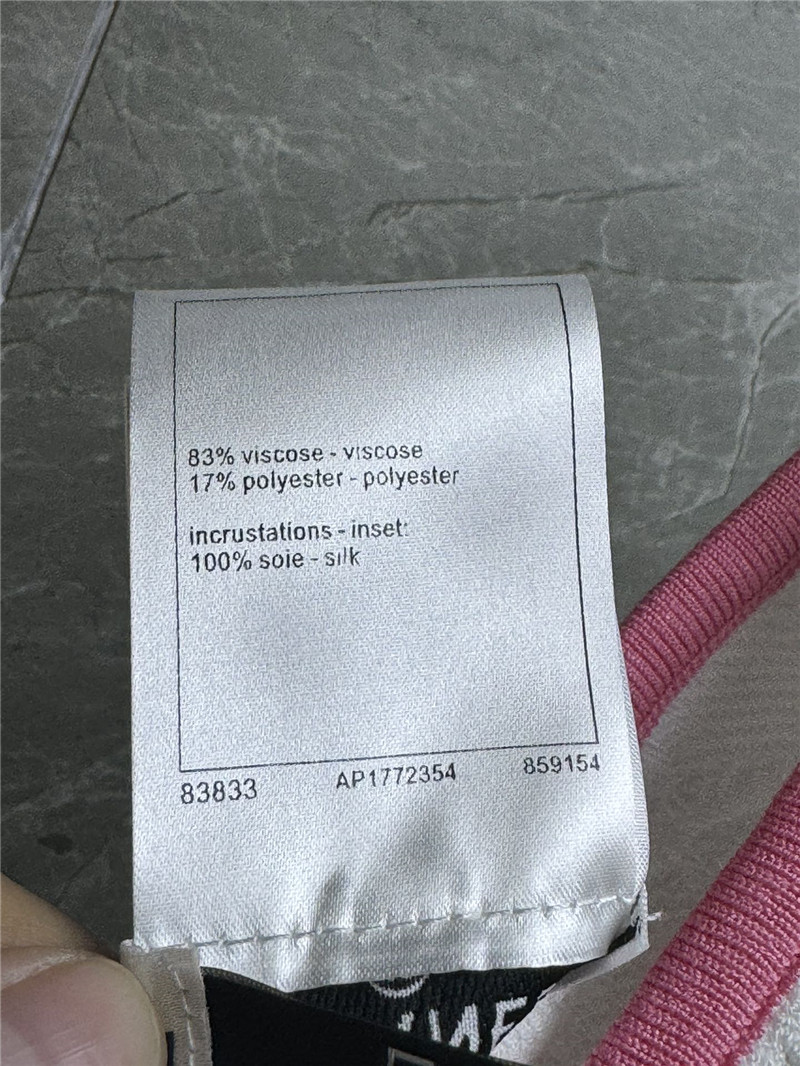 83% viscose - viscose
17% polyester - polyester
incrustations - inset:
100% soie - silk
83833 AP1772354 859154